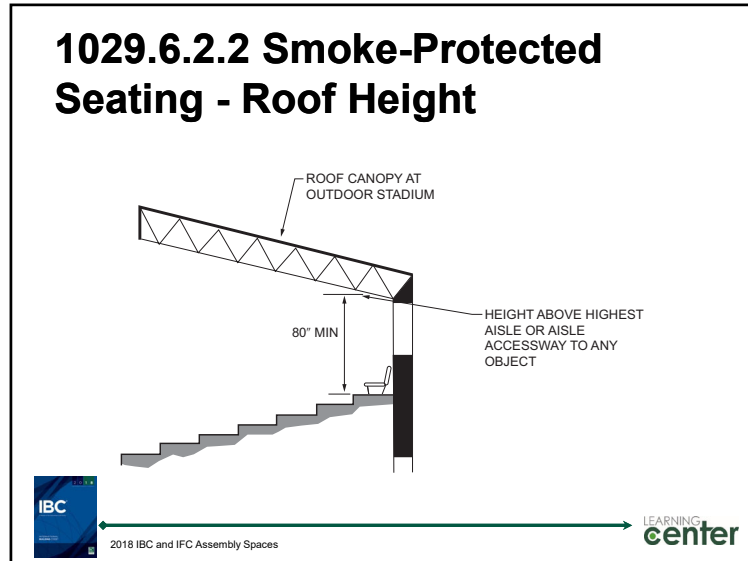 1029.6.2.2 Smoke-Protected
Seating - Roof Height
ROOF CANOPY AT
OUTDOOR STADIUM
80" MIN
HEIGHT ABOVE HIGHEST
AISLE OR AISLE
ACCESSWAY TO ANY
OBJECT
IBC
2018 IBC and IFC Assembly Spaces
LEARNING
center